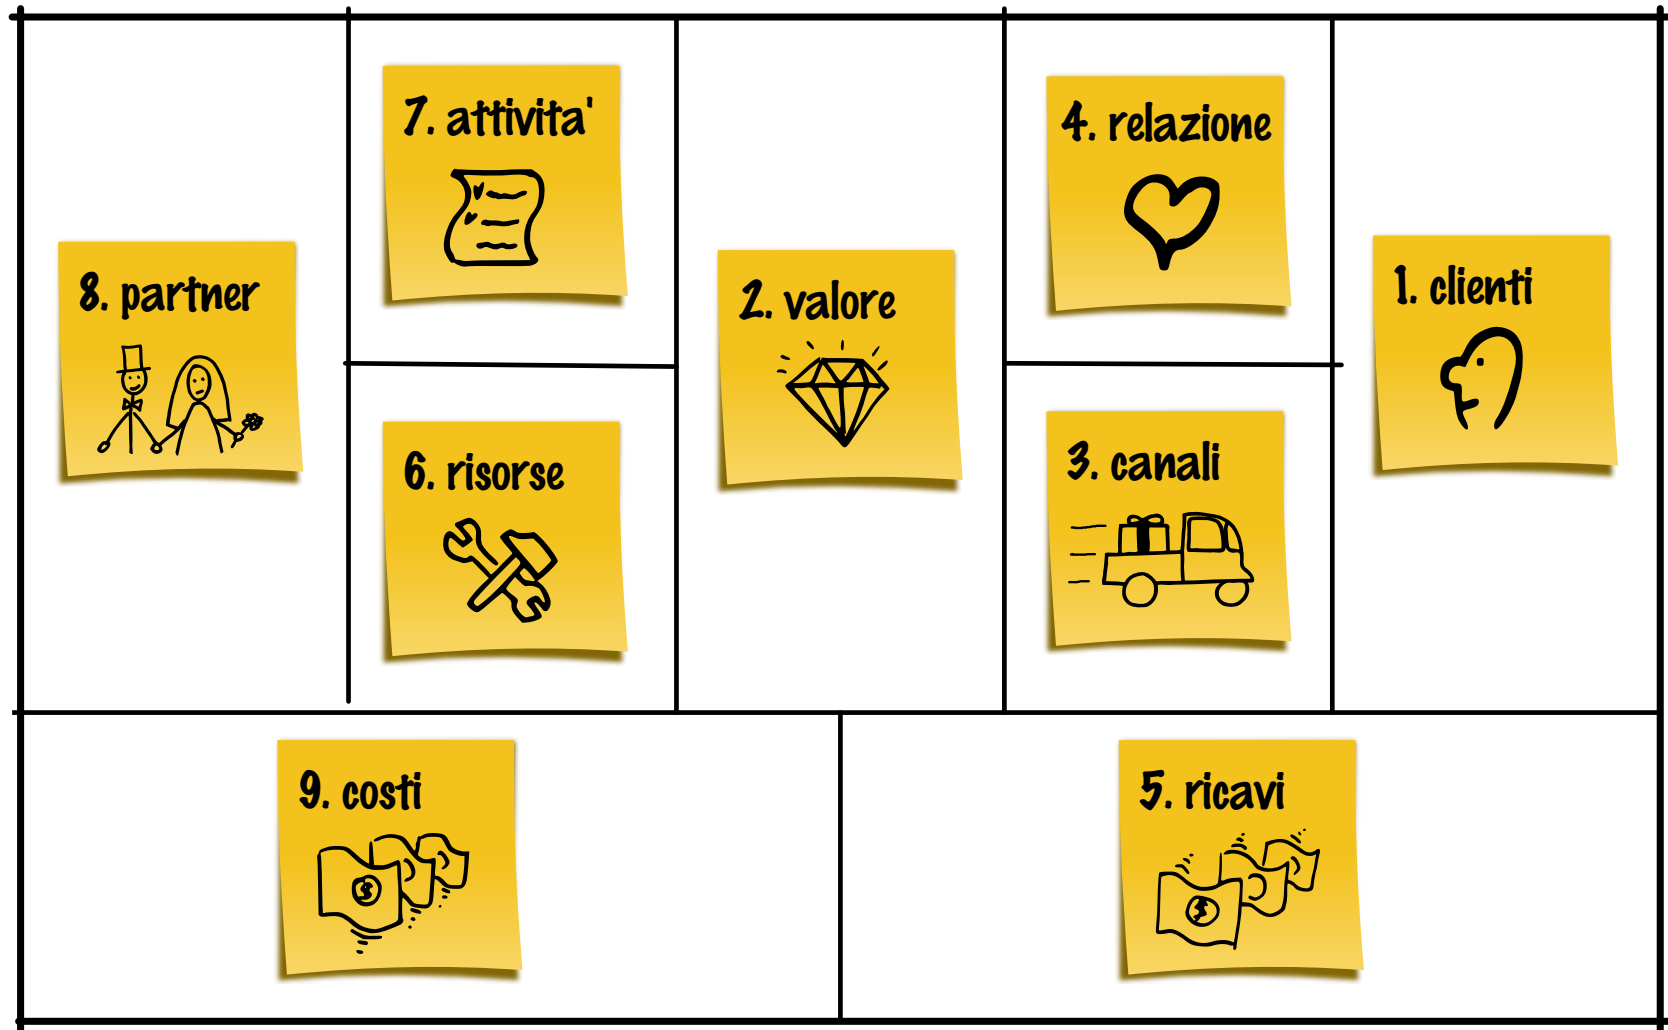 7. attivita'
4. relazione
8. partner
2. valore
1. clienti
6. risorse
3. canali
9. costi
$
5. ricavi
$